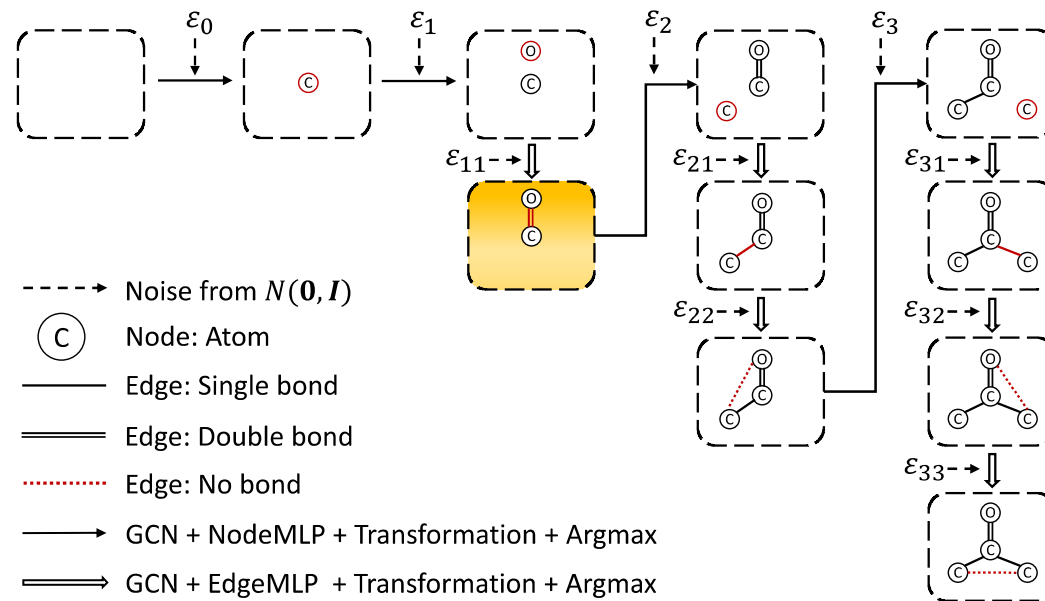 ε0 ε1 ε2 ε3
C
O
C
O
C
C
O
C
C
C
ε11 ε21 ε31
O
C
O
C
C
O
C
C
C
Noise from N(0, I)
C Node: Atom
ε22 ε32
O
C
C
O
C
C
C
Edge: Single bond
Edge: Double bond
Edge: No bond
ε33
GCN + NodeMLP + Transformation + Argmax
GCN + EdgeMLP + Transformation + Argmax
O
C
C
C